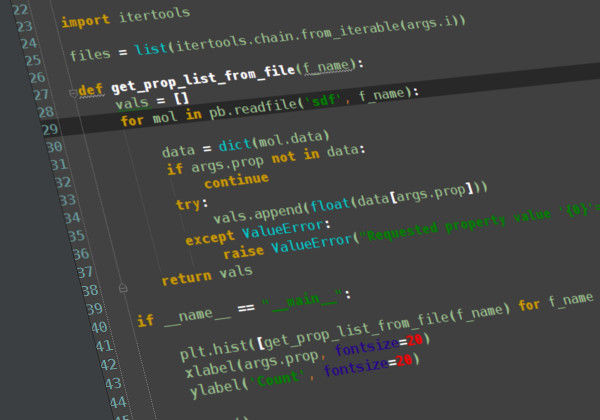 22
23 import itertools
24
25 files = list(itertools.chain.from_iterable(args.i))
26
27 def get_prop_list_from_file(f_name):
28 vals = []
29 for mol in pb.readfile('sdf', f_name):
30
31 data = dict(mol.data)
32 if args.prop not in data:
33 continue
34 try:
35 vals.append(float(data[args.prop]))
36 except ValueError:
37 raise ValueError("Requested property value '{0}'
38 return vals
39
40 if __name__ == "__main__":
41
42 plt.hist([get_prop_list_from_file(f_name) for f_name
43 xlabel(args.prop, fontsize=20)
44 ylabel('Count', fontsize=20)
45